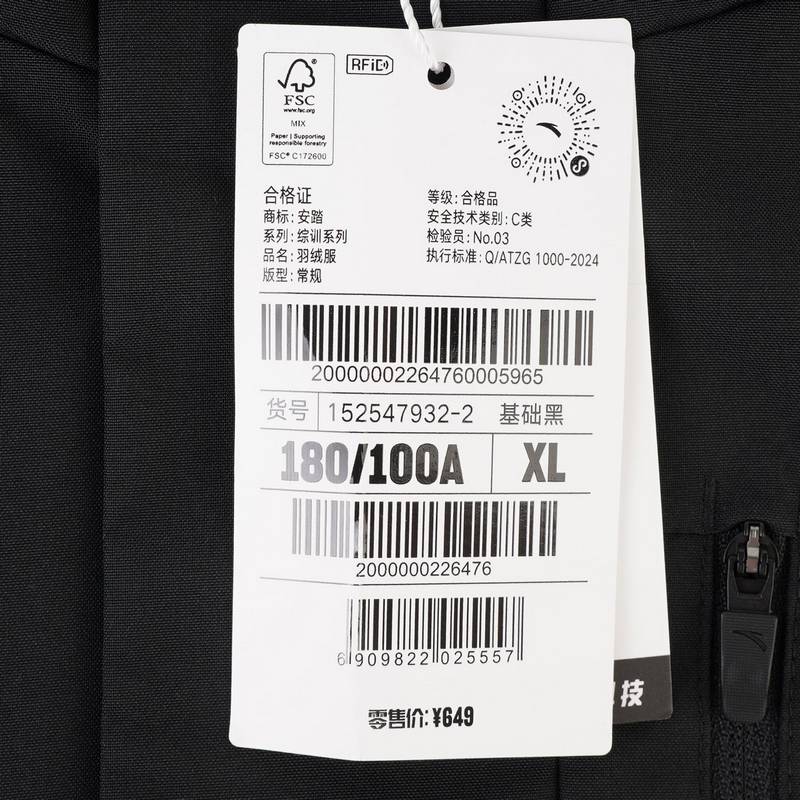 FSC®
www.fsc.org
MIX
Paper | Supporting
responsible forestry
FSC® C172600
RFID
合格证
商标: 安踏
系列: 综训系列
品名: 羽绒服
版型: 常规
等级: 合格品
安全技术类别: C类
检验员: No.03
执行标准: Q/ATZG 1000-2024
20000002264760005965
货号 152547932-2 基础黑
180/100A XL
2000000226476
6 909822 025557
零售价: ¥649
技